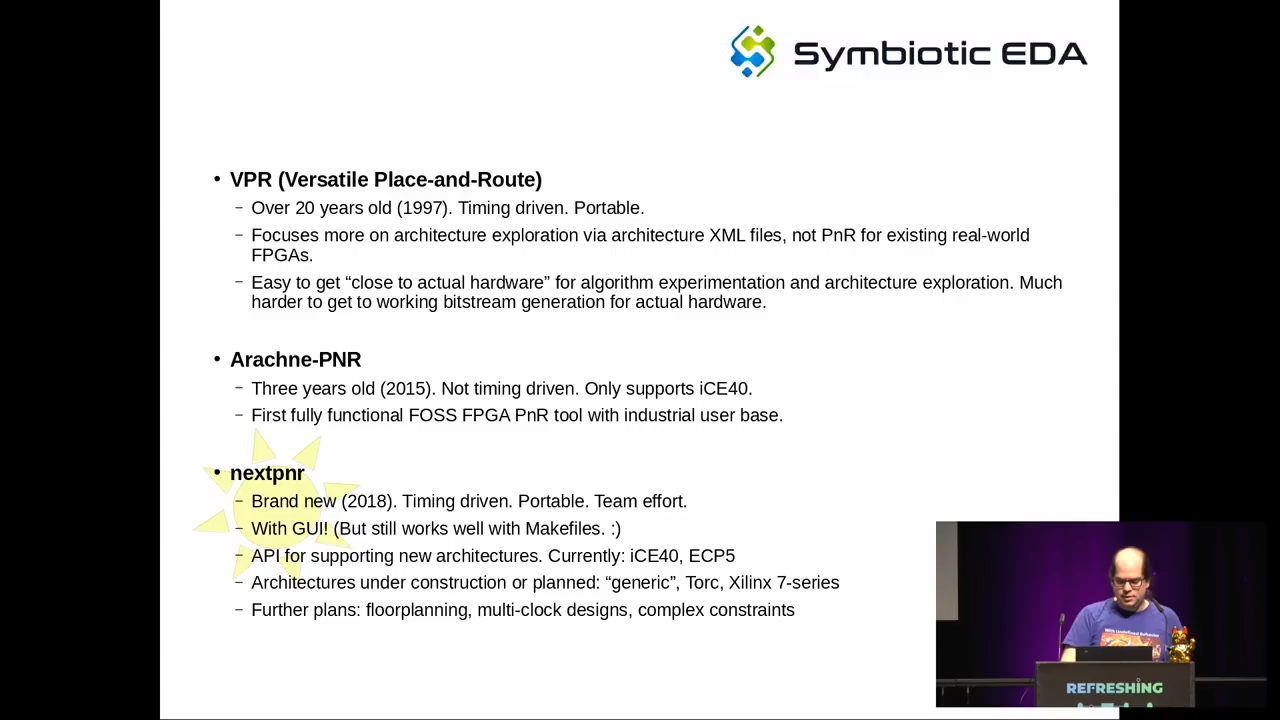 Symbiotic EDA
• VPR (Versatile Place-and-Route)
– Over 20 years old (1997). Timing driven. Portable.
– Focuses more on architecture exploration via architecture XML files, not PnR for existing real-world
FPGAs.
– Easy to get “close to actual hardware” for algorithm experimentation and architecture exploration. Much
harder to get to working bitstream generation for actual hardware.
• Arachne-PNR
– Three years old (2015). Not timing driven. Only supports iCE40.
– First fully functional FOSS FPGA PnR tool with industrial user base.
• nextpnr
– Brand new (2018). Timing driven. Portable. Team effort.
– With GUI! (But still works well with Makefiles. :)
– API for supporting new architectures. Currently: iCE40, ECP5
– Architectures under construction or planned: “generic”, Torc, Xilinx 7-series
– Further plans: floorplanning, multi-clock designs, complex constraints
With Undefined Behavior
REFRESHING